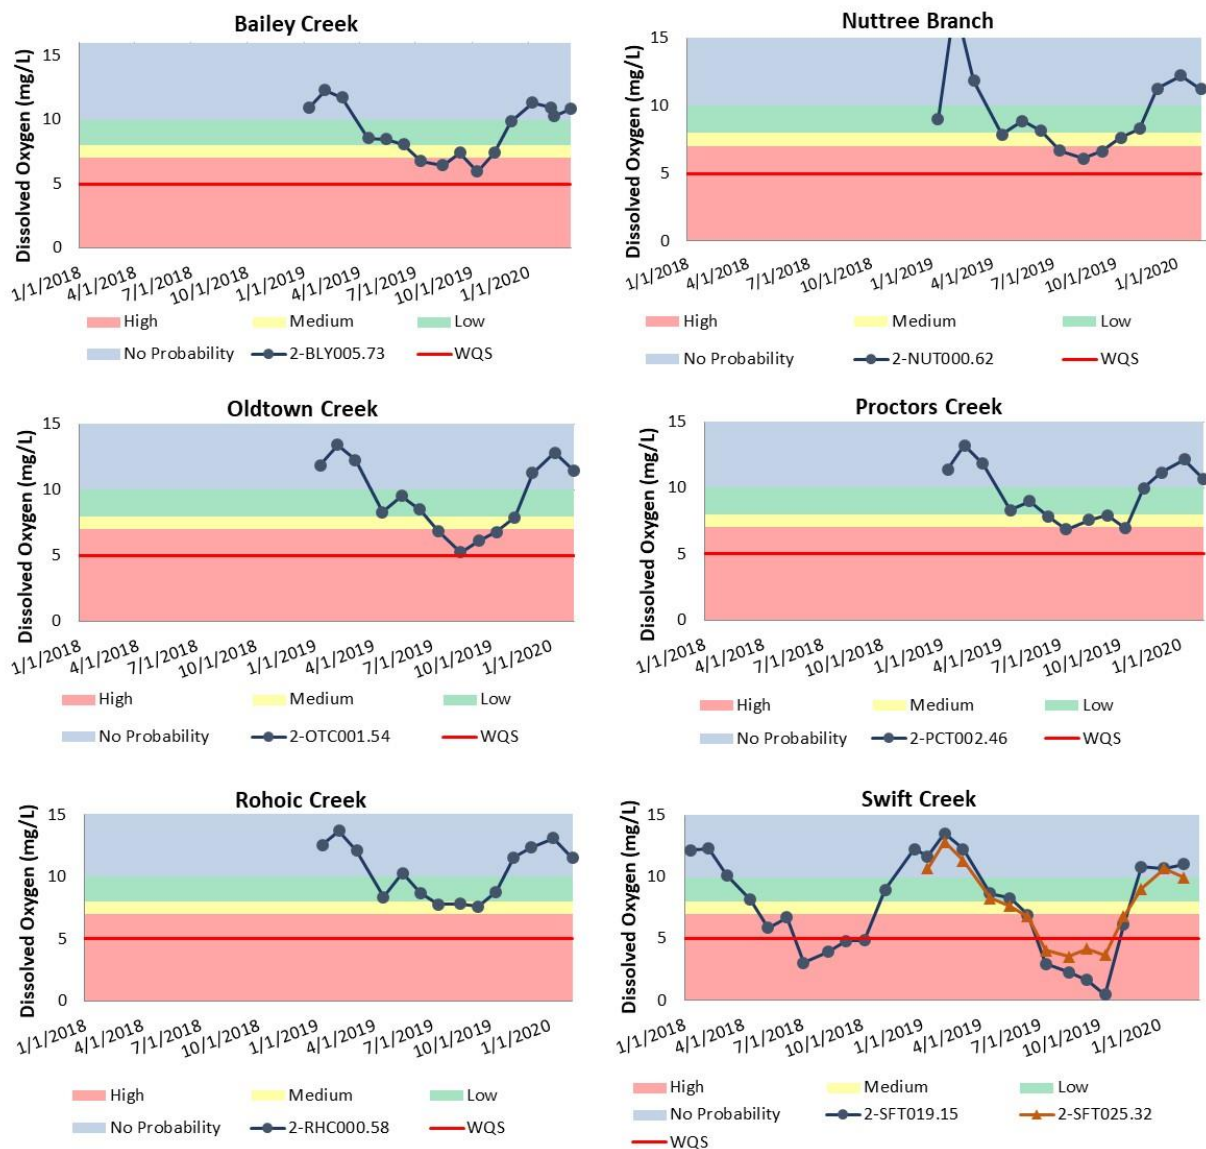 Bailey Creek
Dissolved Oxygen (mg/L)
15
10
5
0
1/1/2018 4/1/2018 7/1/2018 10/1/2018 1/1/2019 4/1/2019 7/1/2019 10/1/2019 1/1/2020
High Medium Low
No Probability 2-BLY005.73 WQS
Nuttree Branch
Dissolved Oxygen (mg/L)
15
10
5
0
1/1/2018 4/1/2018 7/1/2018 10/1/2018 1/1/2019 4/1/2019 7/1/2019 10/1/2019 1/1/2020
High Medium Low
No Probability 2-NUT000.62 WQS
Oldtown Creek
Dissolved Oxygen (mg/L)
15
10
5
0
1/1/2018 4/1/2018 7/1/2018 10/1/2018 1/1/2019 4/1/2019 7/1/2019 10/1/2019 1/1/2020
High Medium Low
No Probability 2-OTC001.54 WQS
Proctors Creek
Dissolved Oxygen (mg/L)
15
10
5
0
1/1/2018 4/1/2018 7/1/2018 10/1/2018 1/1/2019 4/1/2019 7/1/2019 10/1/2019 1/1/2020
High Medium Low
No Probability 2-PCT002.46 WQS
Rohoic Creek
Dissolved Oxygen (mg/L)
15
10
5
0
1/1/2018 4/1/2018 7/1/2018 10/1/2018 1/1/2019 4/1/2019 7/1/2019 10/1/2019 1/1/2020
High Medium Low
No Probability 2-RHC000.58 WQS
Swift Creek
Dissolved Oxygen (mg/L)
15
10
5
0
1/1/2018 4/1/2018 7/1/2018 10/1/2018 1/1/2019 4/1/2019 7/1/2019 10/1/2019 1/1/2020
High Medium Low
No Probability 2-SFT019.15 2-SFT025.32
WQS